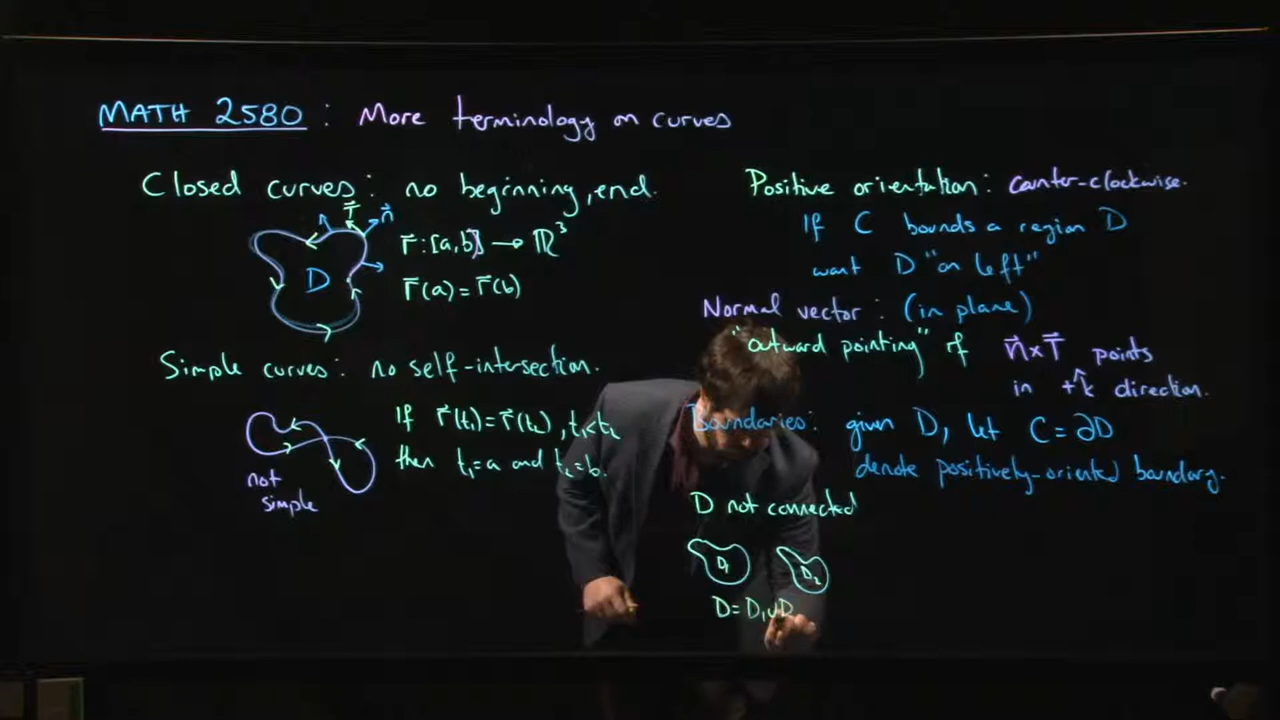 MATH 2580 : More terminology on curves
Closed curves: no beginning, end.
T⃗ n⃗
r⃗ : [a,b] → ℝ³
D
r⃗(a) = r⃗(b)
Simple curves: no self-intersection.
If r⃗(t₁) = r⃗(t₂), t₁<t₂
then t₁=a and t₂=b.
not
simple
Positive orientation: counter-clockwise.
If C bounds a region D
want D "on left"
Normal vector: (in plane)
"outward pointing" if n⃗ x T⃗ points
in +k̂ direction.
Boundaries: given D, let C = ∂D
denote positively-oriented boundary.
D not connected
D₁ D₂
D = D₁ ∪ D